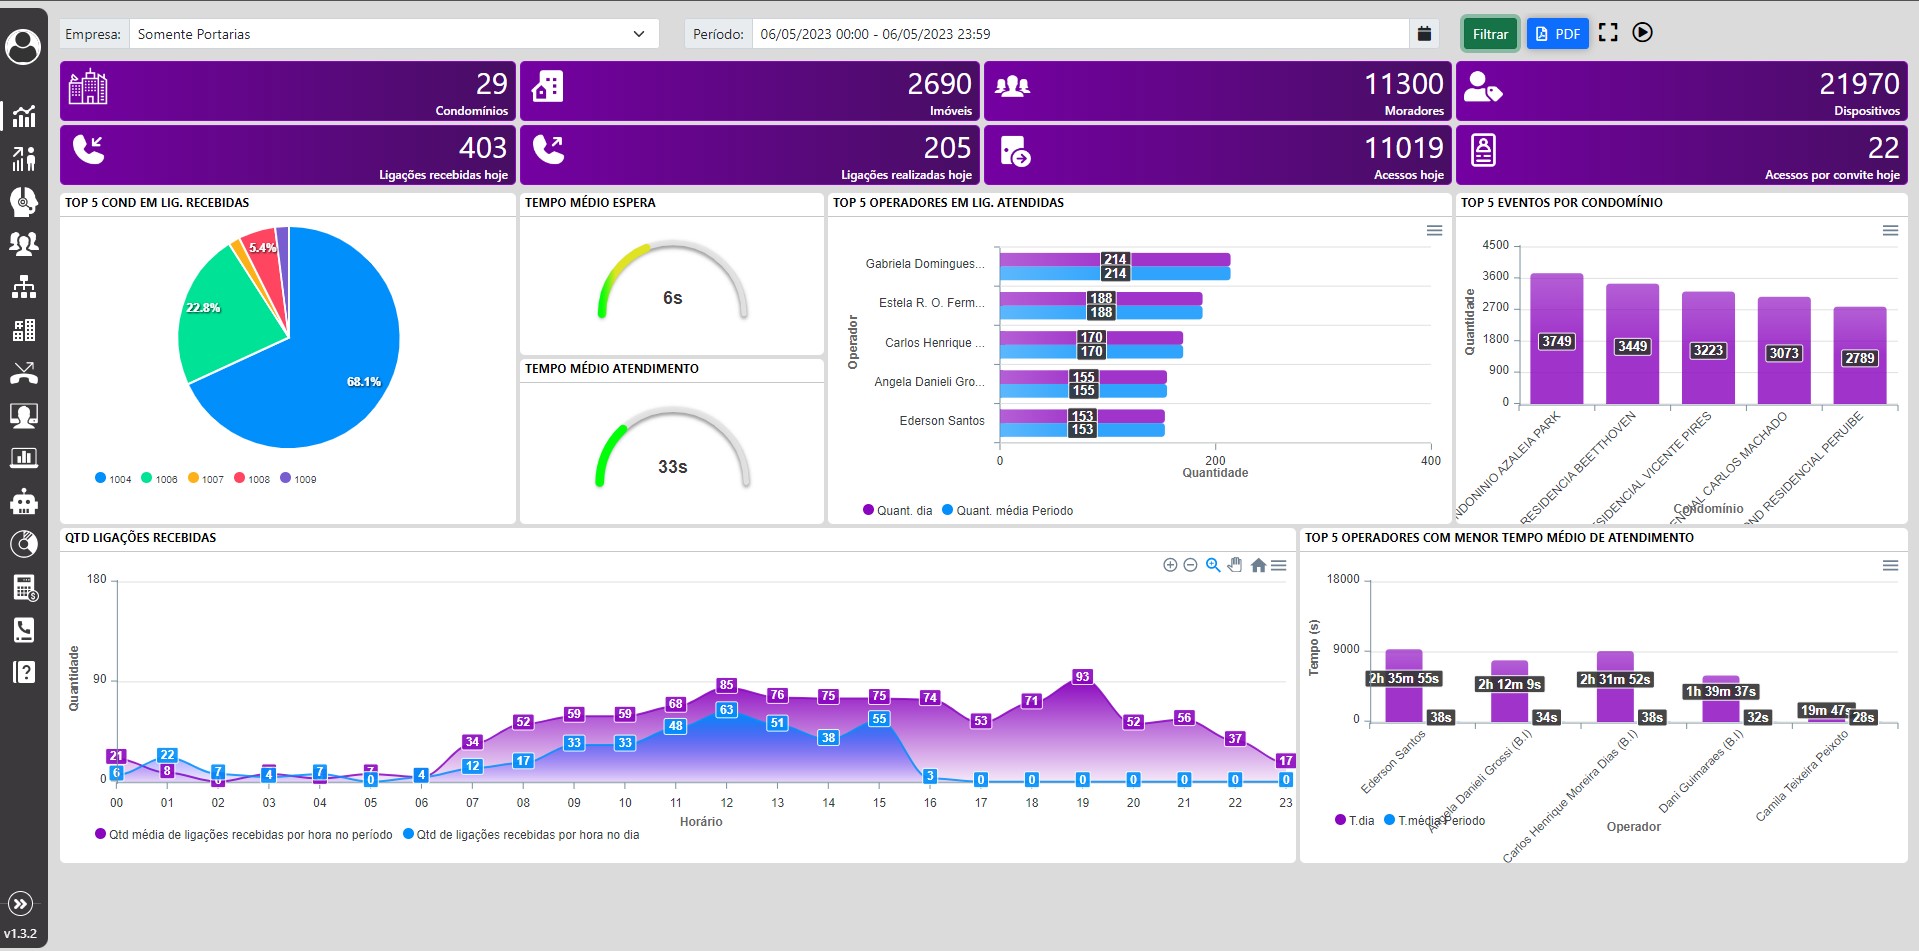 Empresa: Somente Portarias
Período: 06/05/2023 00:00 - 06/05/2023 23:59
Filtrar
PDF
29
Condomínios
2690
Imóveis
11300
Moradores
21970
Dispositivos
403
Ligações recebidas hoje
205
Ligações realizadas hoje
11019
Acessos hoje
22
Acessos por convite hoje
TOP 5 COND EM LIG. RECEBIDAS
5.4%
22.8%
68.1%
1004 1006 1007 1008 1009
TEMPO MÉDIO ESPERA
6s
TEMPO MÉDIO ATENDIMENTO
33s
TOP 5 OPERADORES EM LIG. ATENDIDAS
Operador
Gabriela Domingues...
214
214
Estela R. O. Ferm...
188
188
Carlos Henrique ...
170
170
Angela Danieli Gro...
155
155
Ederson Santos
153
153
0 200 400
Quantidade
Quant. dia Quant. média Periodo
TOP 5 EVENTOS POR CONDOMÍNIO
Quantidade
4500
3600
2700
1800
900
0
3749 3449 3223 3073 2789
NDONINIO AZALEIA PARK
RESIDENCIA BEETTHOVEN
SIDENCIAL VICENTE PIRES
ENCIAL CARLOS MACHADO
ND RESIDENCIAL PERUIBE
Condomínio
QTD LIGAÇÕES RECEBIDAS
Quantidade
180
90
0
21 8 34 52 59 59 68 85 76 75 75 74 53 71 93 52 56 37 17
6 22 7 4 7 0 4 12 17 33 33 48 63 51 38 55 3 0 0 0 0 0 0 0
00 01 02 03 04 05 06 07 08 09 10 11 12 13 14 15 16 17 18 19 20 21 22 23
Horário
Qtd média de ligações recebidas por hora no período Qtd de ligações recebidas por hora no dia
TOP 5 OPERADORES COM MENOR TEMPO MÉDIO DE ATENDIMENTO
Tempo (s)
18000
9000
0
2h 35m 55s 2h 12m 9s 2h 31m 52s 1h 39m 37s 19m 47s
38s 34s 38s 32s 28s
Ederson Santos
Angela Danieli Grossi (B.I)
Carlos Henrique Moreira Dias (B.I)
Dani Guimaraes (B.I)
Camila Teixeira Peixoto
T.dia T.média Periodo
Operador
v1.3.2